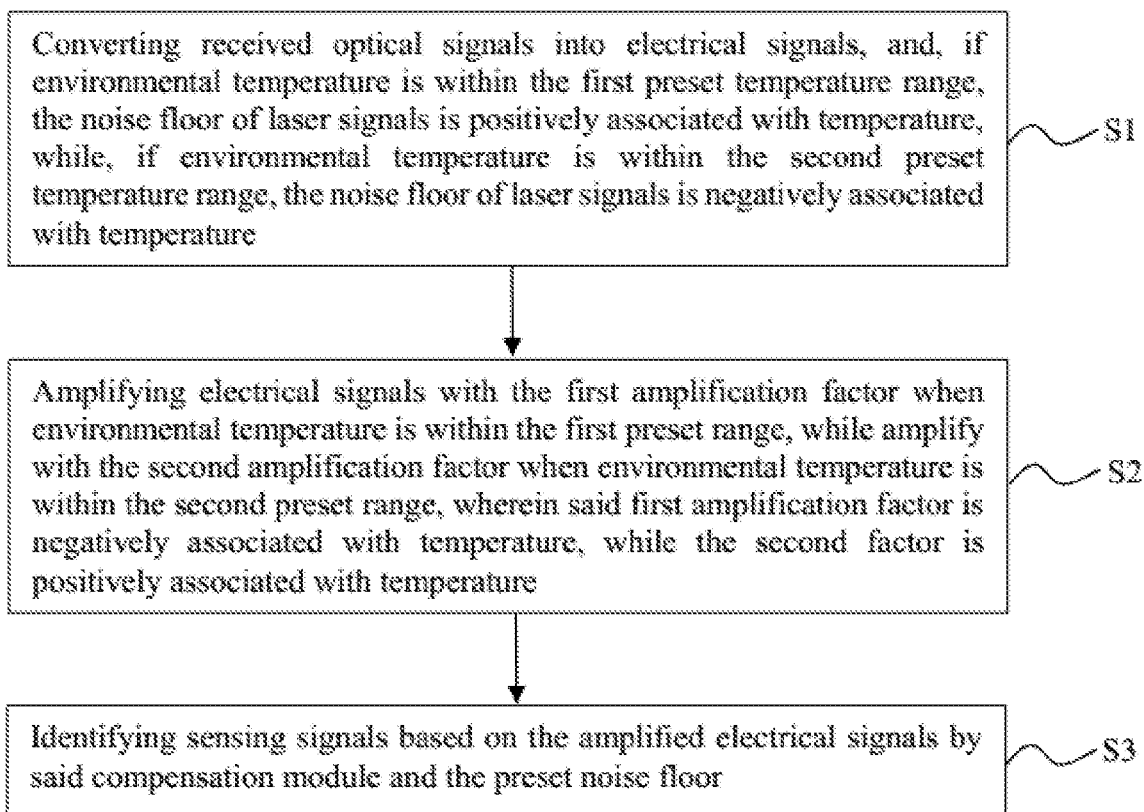 Converting received optical signals into electrical signals, and, if
environmental temperature is within the first preset temperature range,
the noise floor of laser signals is positively associated with temperature,
while, if environmental temperature is within the second preset
temperature range, the noise floor of laser signals is negatively associated
with temperature
S1
Amplifying electrical signals with the first amplification factor when
environmental temperature is within the first preset range, while amplify
with the second amplification factor when environmental temperature is
within the second preset range, wherein said first amplification factor is
negatively associated with temperature, while the second factor is
positively associated with temperature
S2
Identifying sensing signals based on the amplified electrical signals by
said compensation module and the preset noise floor
S3